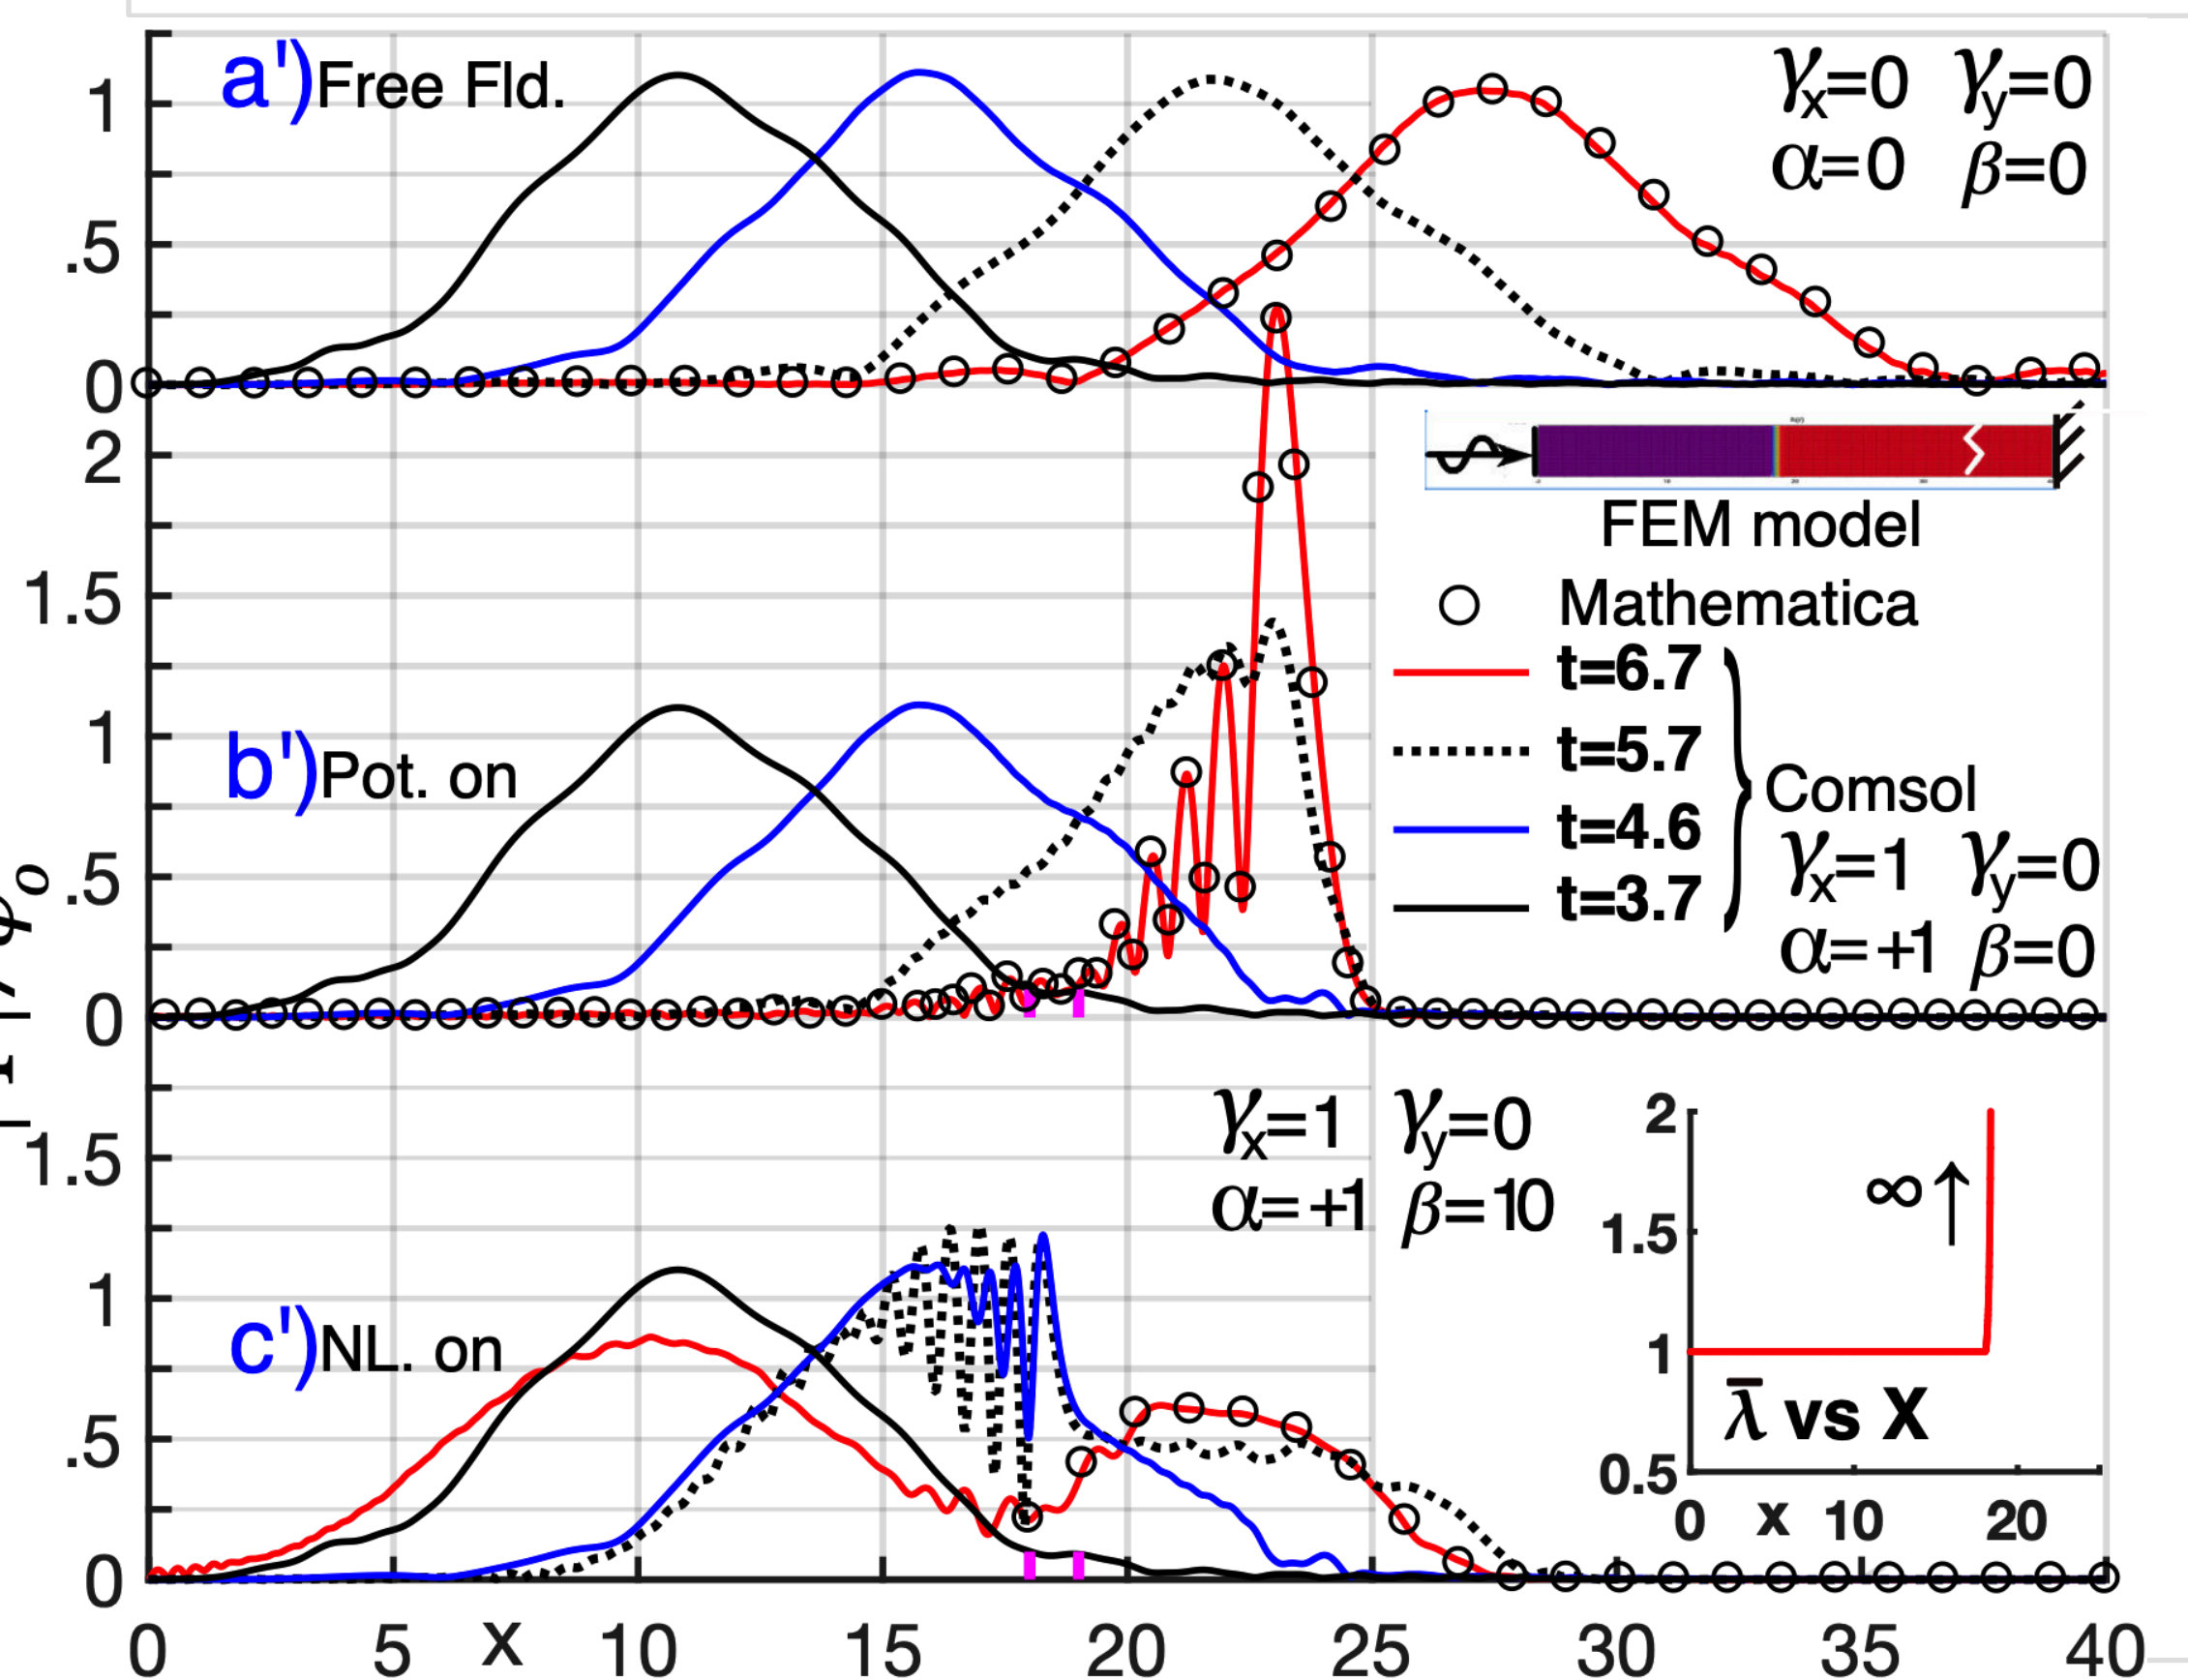 a') Free Fld.
γx=0 γy=0
α=0 β=0
1
.5
0
FEM model
2
1.5
1
.5
0
b') Pot. on
Mathematica
t=6.7
t=5.7
t=4.6
t=3.7
Comsol
γx=1 γy=0
α=+1 β=0
γx=1 γy=0
α=+1 β=10
1.5
1
.5
0
c') NL. on
2
1.5
1
0.5
∞↑
λ̄ vs X
0 x 10 20
0 5 x 10 15 20 25 30 35 40